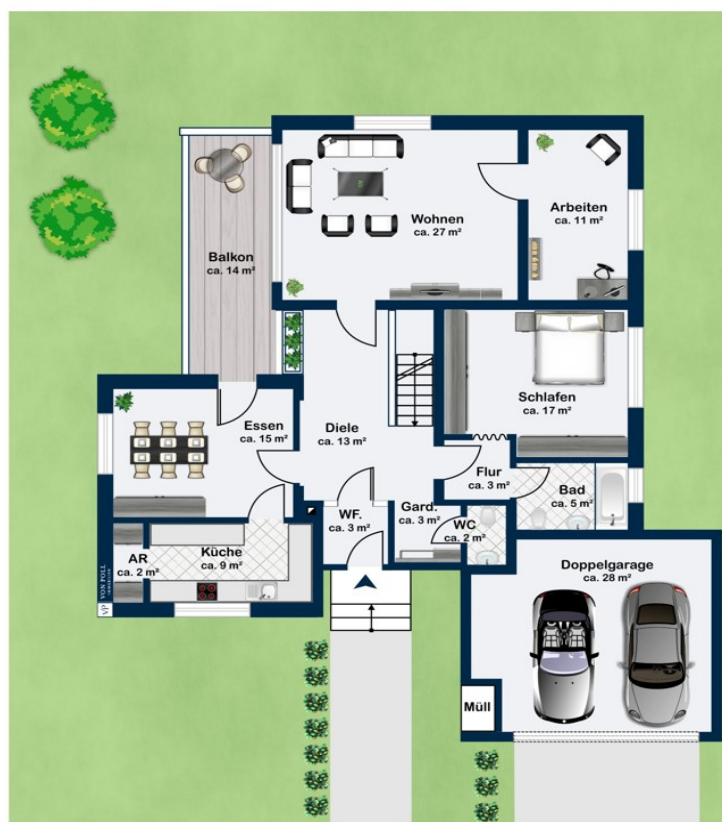 Wohnen
ca. 27 m²
Arbeiten
ca. 11 m²
Balkon
ca. 14 m²
Schlafen
ca. 17 m²
Essen
ca. 15 m²
Diele
ca. 13 m²
Flur
ca. 3 m²
Bad
ca. 5 m²
WF.
ca. 3 m²
Gard.
ca. 3 m²
WC
ca. 2 m²
AR
ca. 2 m²
Küche
ca. 9 m²
Doppelgarage
ca. 28 m²
VON POLL
IMMOBILIEN
VP
Müll